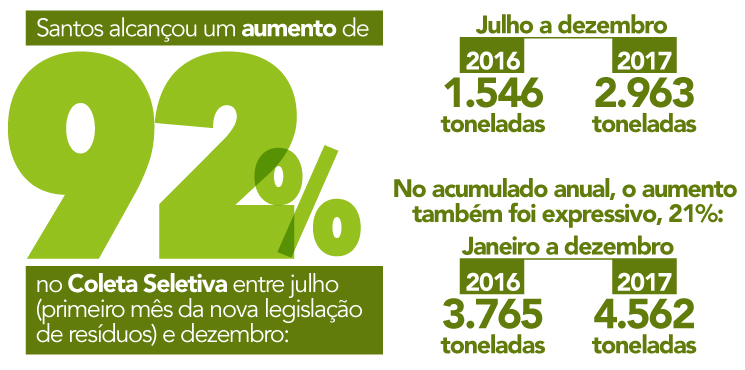 Santos alcançou um aumento de
92%
no Coleta Seletiva entre julho
(primeiro mês da nova legislação
de resíduos) e dezembro:
Julho a dezembro
2016 2017
1.546 2.963
toneladas toneladas
No acumulado anual, o aumento
também foi expressivo, 21%:
Janeiro a dezembro
2016 2017
3.765 4.562
toneladas toneladas